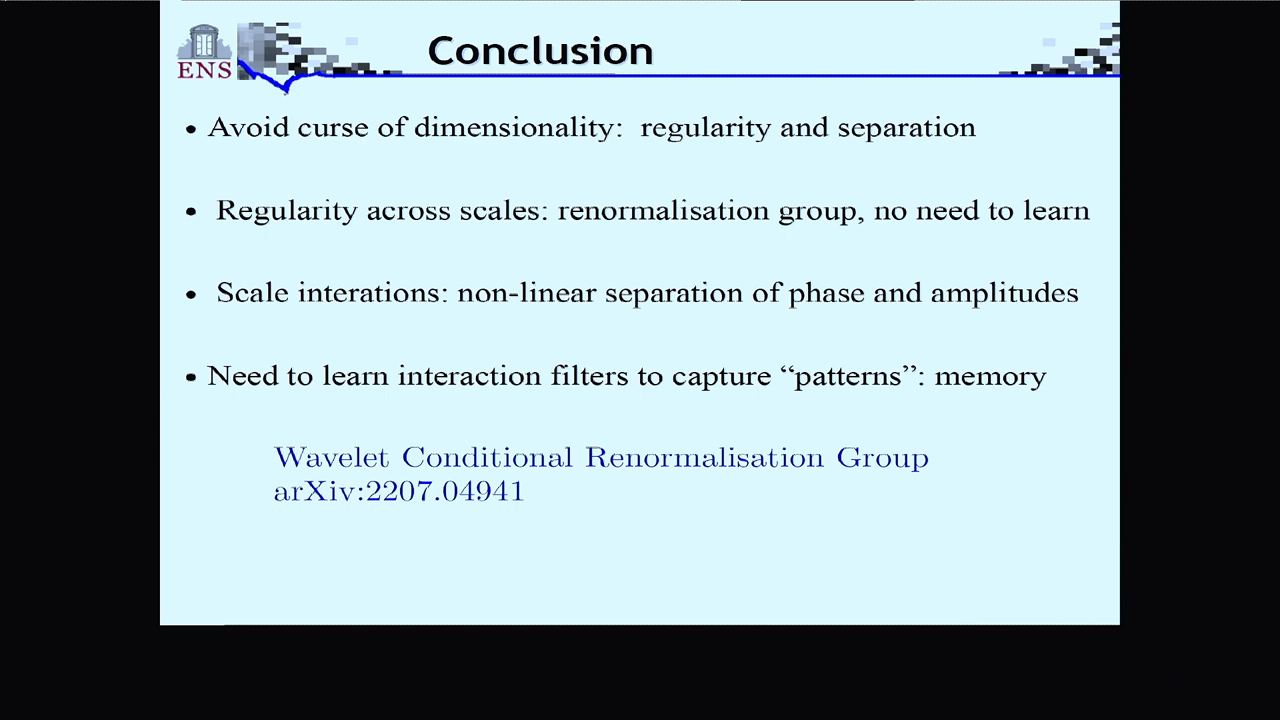 ENS
Conclusion
• Avoid curse of dimensionality: regularity and separation
• Regularity across scales: renormalisation group, no need to learn
• Scale interations: non-linear separation of phase and amplitudes
• Need to learn interaction filters to capture “patterns”: memory
Wavelet Conditional Renormalisation Group
arXiv:2207.04941